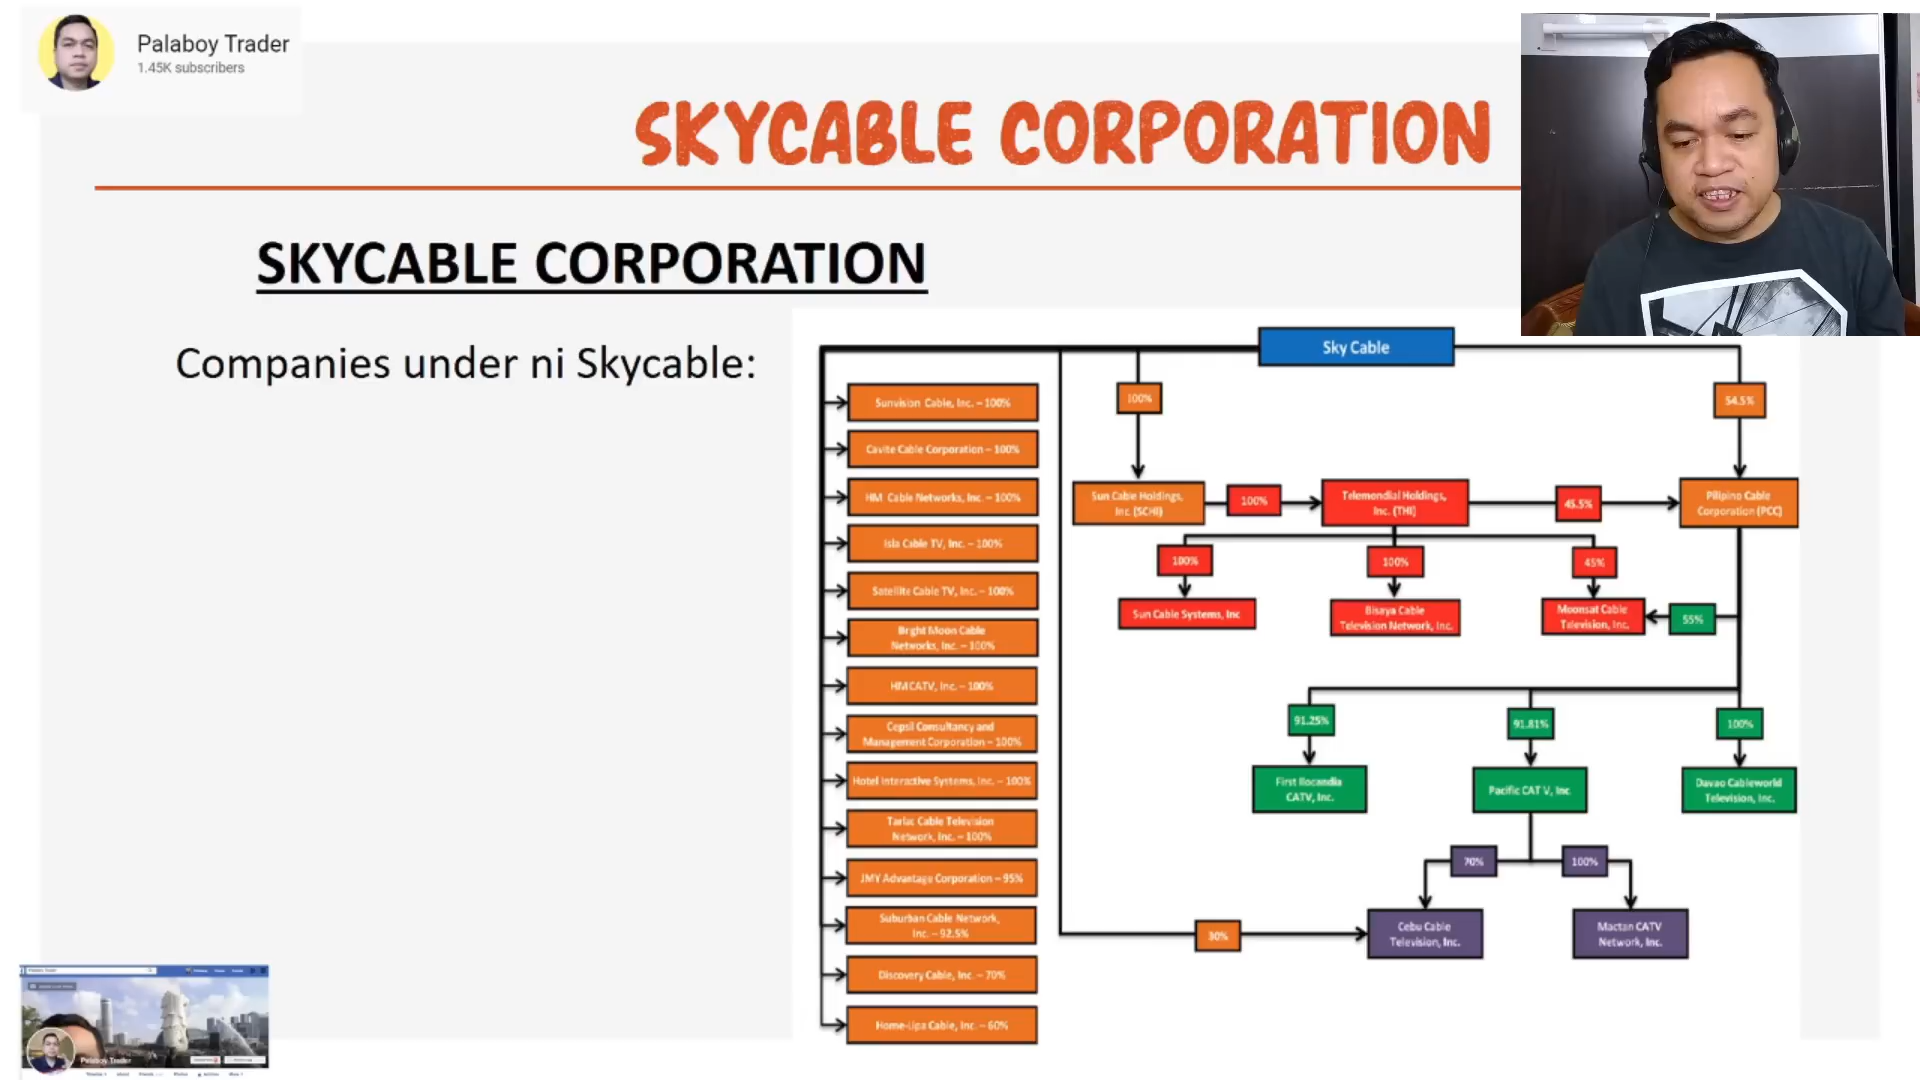 Palaboy Trader
1.45K subscribers
SKYCABLE CORPORATION
SKYCABLE CORPORATION
Companies under ni Skycable:
Sky Cable
Sunvision Cable, Inc. – 100%
Cavite Cable Corporation – 100%
HM Cable Networks, Inc. – 100%
Isla Cable TV, Inc. – 100%
Satellite Cable TV, Inc. – 100%
Bright Moon Cable
Networks, Inc. – 100%
HMCATV, Inc. – 100%
Cepsil Consultancy and
Management Corporation – 100%
Hotel Interactive Systems, Inc. – 100%
Tarlac Cable Television
Network, Inc. – 100%
JMY Advantage Corporation – 95%
Suburban Cable Network,
Inc. – 92.5%
Discovery Cable, Inc. – 70%
Home-Lipa Cable, Inc. – 60%
100%
54.5%
Sun Cable Holdings,
Inc. (SCHI)
100%
Telemondial Holdings,
Inc. (THI)
45.5%
Pilipino Cable
Corporation (PCC)
100%
100%
45%
Sun Cable Systems, Inc
Bisaya Cable
Television Network, Inc.
Moonsat Cable
Television, Inc.
55%
91.25%
91.81%
100%
First Ilocandia
CATV, Inc.
Pacific CAT V, Inc
Davao Cableworld
Television, Inc.
70%
100%
30%
Cebu Cable
Television, Inc.
Mactan CATV
Network, Inc.
Palaboy Trader